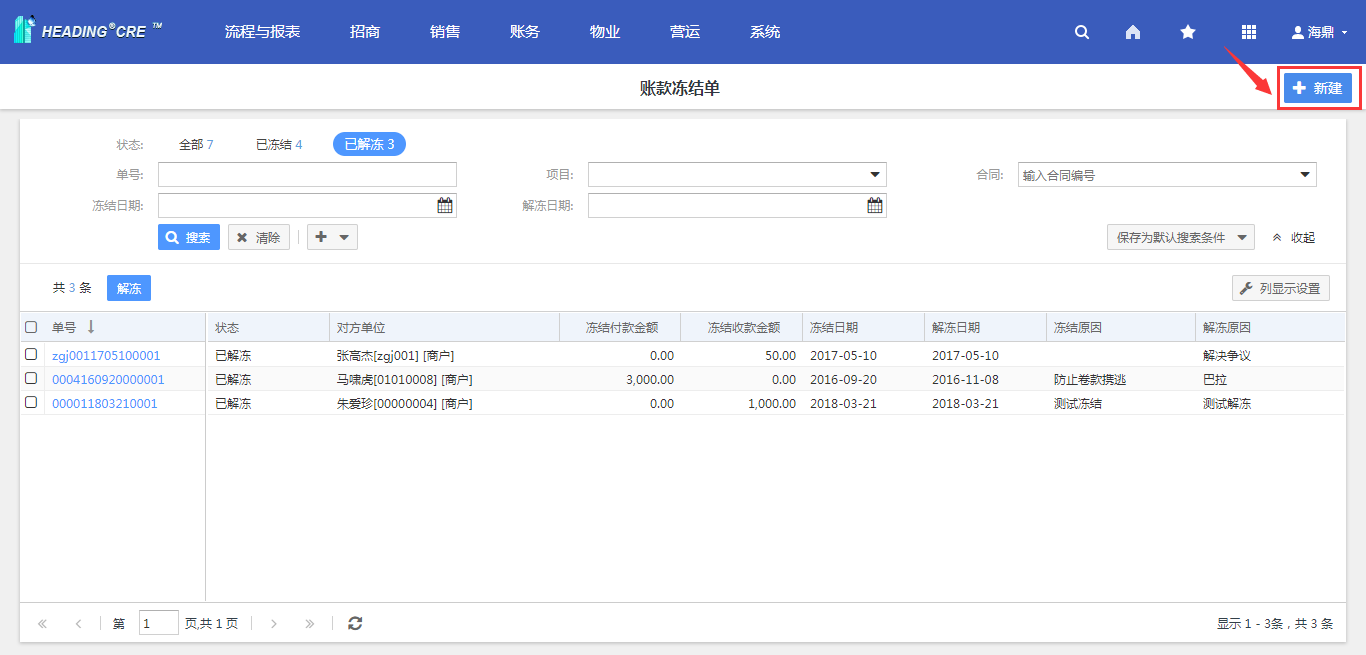 HEADING®CRE ™ 流程与报表 招商 销售 账务 物业 营运 系统 海鼎
账款冻结单 新建
状态: 全部 7 已冻结 4 已解冻 3
单号: 项目: 合同: 输入合同编号
冻结日期: 解冻日期:
搜索 清除 保存为默认搜索条件 收起
共 3 条 解冻 列显示设置
单号 状态 对方单位 冻结付款金额 冻结收款金额 冻结日期 解冻日期 冻结原因 解冻原因
zgj0011705100001 已解冻 张高杰[zgj001] [商户] 0.00 50.00 2017-05-10 2017-05-10 解决争议
0004160920000001 已解冻 马啸虎[01010008] [商户] 3,000.00 0.00 2016-09-20 2016-11-08 防止卷款携逃 巴拉
000011803210001 已解冻 朱爱珍[00000004] [商户] 0.00 1,000.00 2018-03-21 2018-03-21 测试冻结 测试解冻
第 1 页,共 1 页 显示 1 - 3条，共 3 条